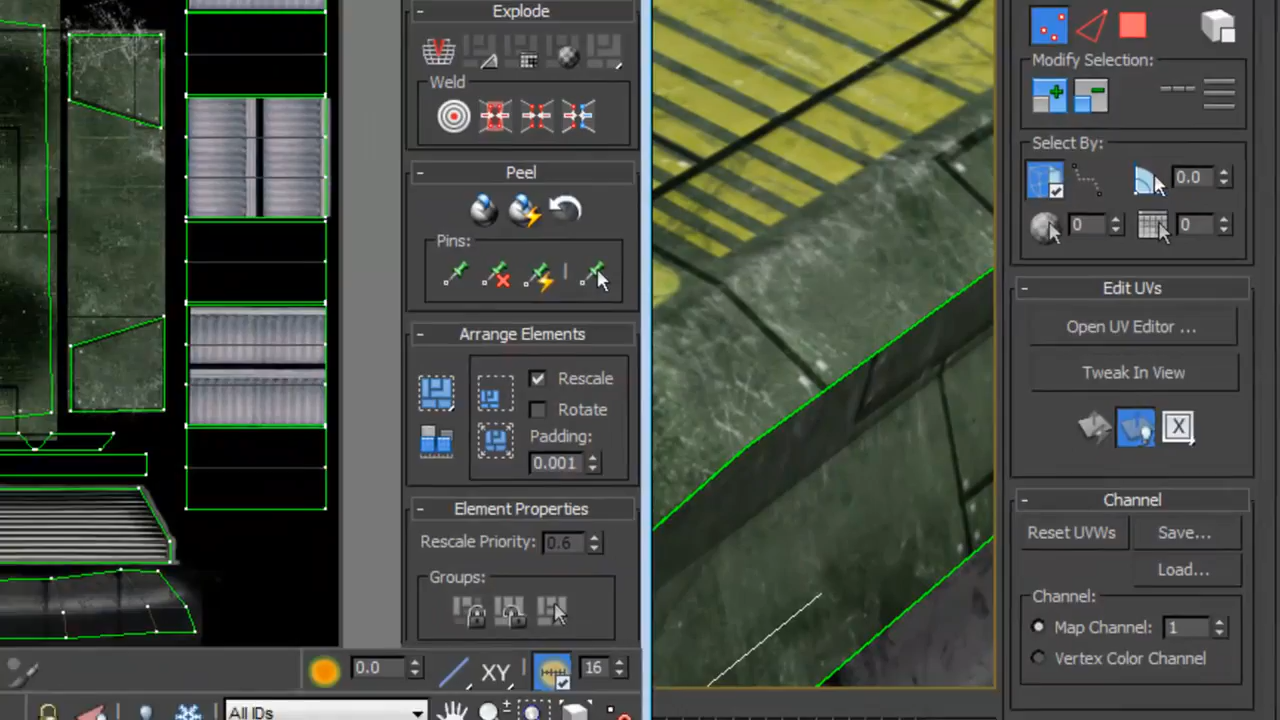 Explode
Weld
Peel
Pins:
Arrange Elements
Rescale
Rotate
Padding:
0.001
Element Properties
Rescale Priority: 0.6
Groups:
0.0
XY
16
All IDs
Modify Selection:
Select By:
0.0
0
0
Edit UVs
Open UV Editor ...
Tweak In View
X
Channel
Reset UVWs
Save...
Load...
Channel:
Map Channel: 1
Vertex Color Channel